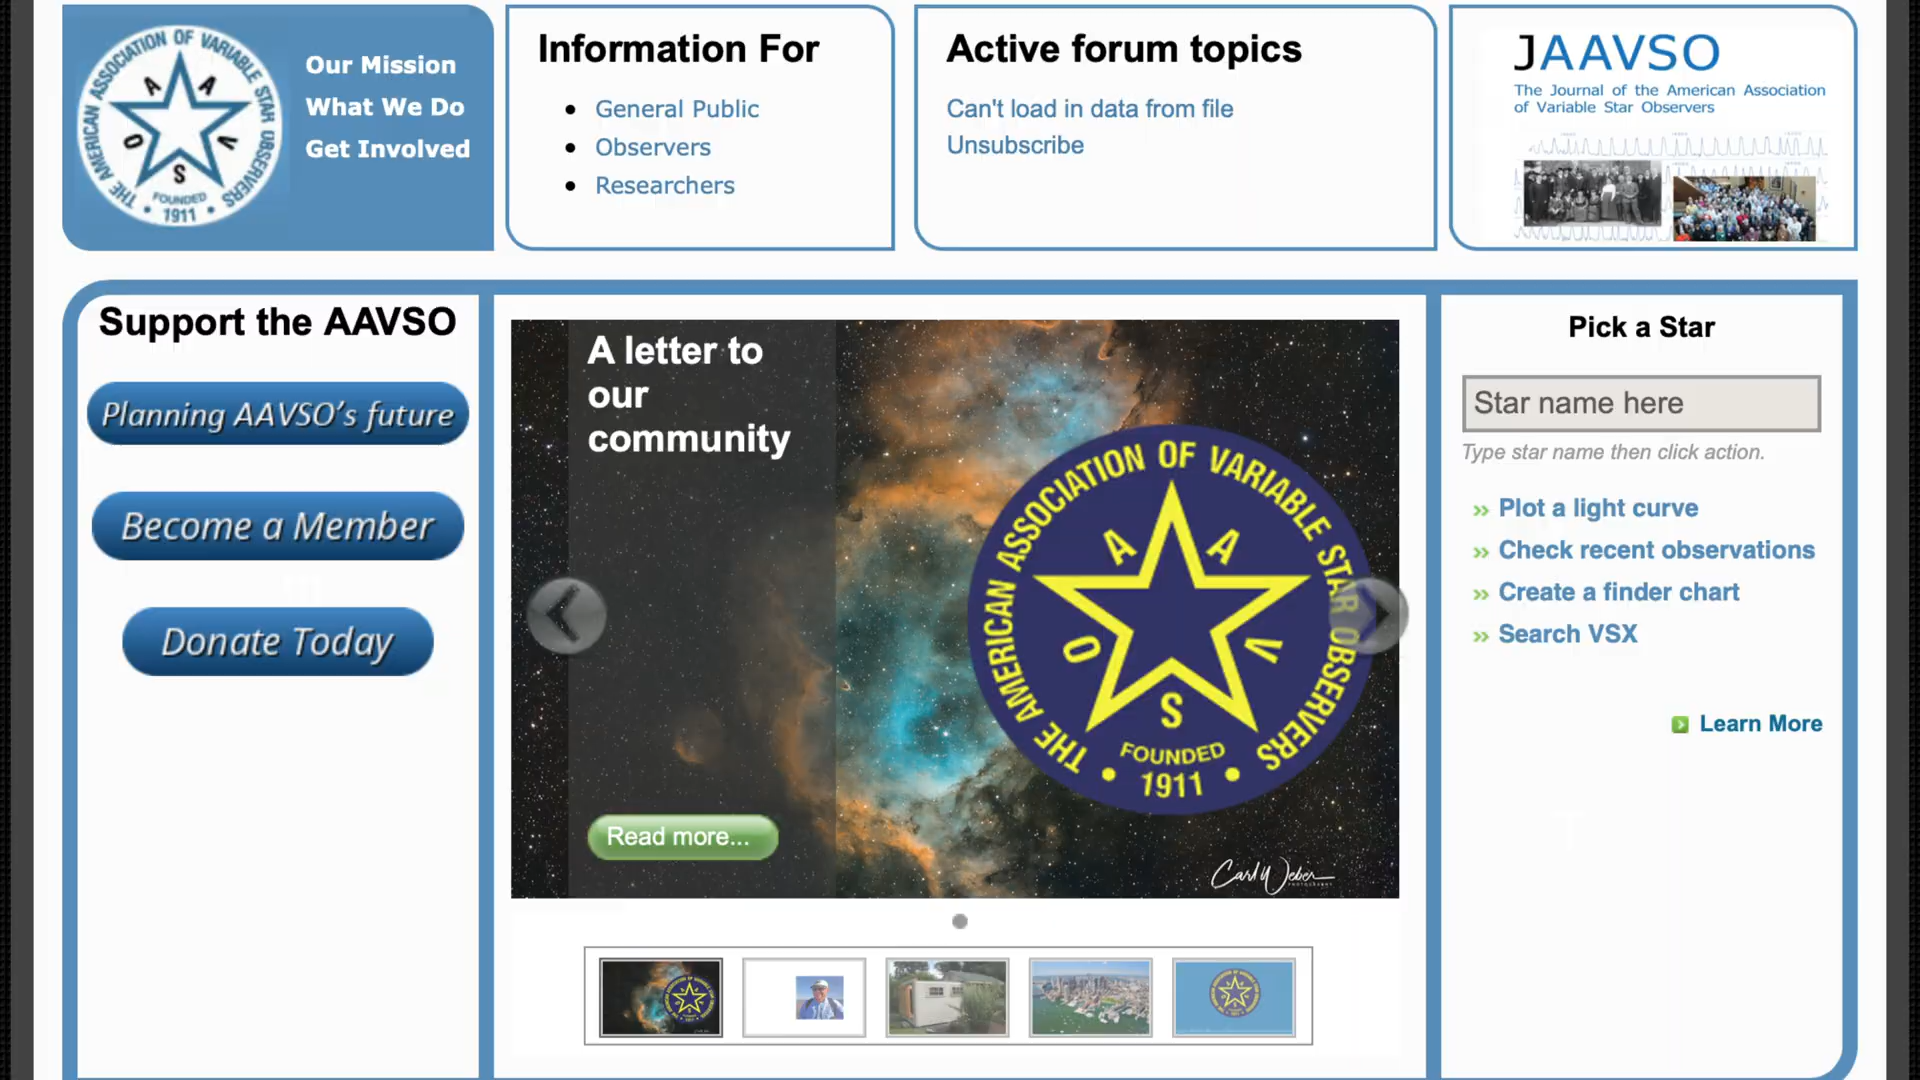 THE AMERICAN ASSOCIATION OF VARIABLE STAR OBSERVERS
A A V S O
FOUNDED
1911
Our Mission
What We Do
Get Involved
Information For
General Public
Observers
Researchers
Active forum topics
Can't load in data from file
Unsubscribe
JAAVSO
The Journal of the American Association
of Variable Star Observers
Support the AAVSO
Planning AAVSO's future
Become a Member
Donate Today
A letter to
our
community
Read more...
THE AMERICAN ASSOCIATION OF VARIABLE STAR OBSERVERS
A A V S O
FOUNDED
1911
Carl Weber
PHOTOGRAPHY
Pick a Star
Star name here
Type star name then click action.
Plot a light curve
Check recent observations
Create a finder chart
Search VSX
Learn More